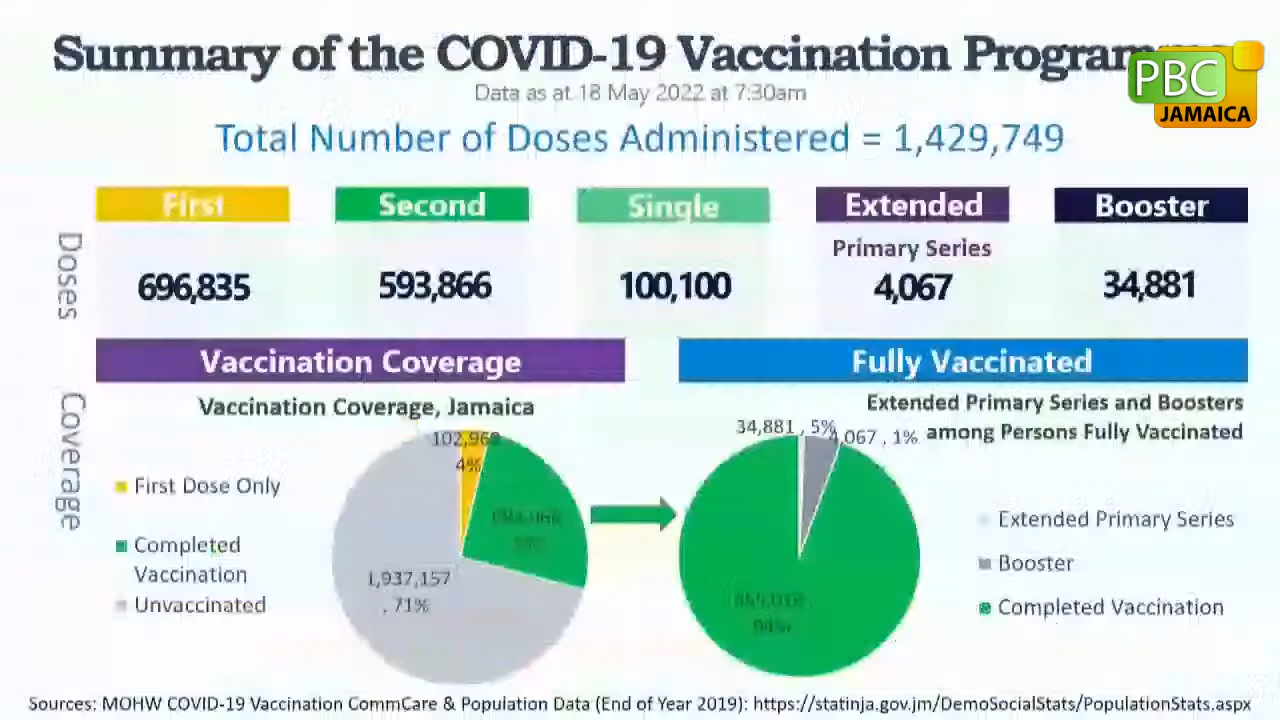 Summary of the COVID-19 Vaccination
PBC
JAMAICA
Data as at 18 May 2022 at 7:30am
Total Number of Doses Administered = 1,429,749
First
Second
Single
Extended
Booster
Doses
Primary Series
696,835
593,866
100,100
4,067
34,881
Vaccination Coverage
Fully Vaccinated
Coverage
Vaccination Coverage, Jamaica
102,969
4%
First Dose Only
Completed
Vaccination
Unvaccinated
1,937,157
, 71%
Extended Primary Series and Boosters
among Persons Fully Vaccinated
34,881 , 5%
4,067 , 1%
Extended Primary Series
Booster
Completed Vaccination
Sources: MOHW COVID-19 Vaccination CommCare & Population Data (End of Year 2019): https://statinja.gov.jm/DemoSocialStats/PopulationStats.aspx